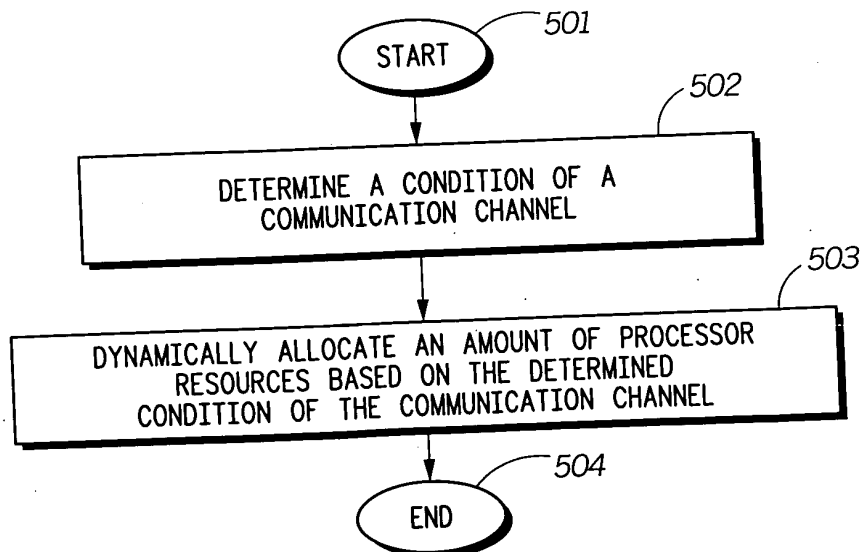 501
START
502
DETERMINE A CONDITION OF A
COMMUNICATION CHANNEL
503
DYNAMICALLY ALLOCATE AN AMOUNT OF PROCESSOR
RESOURCES BASED ON THE DETERMINED
CONDITION OF THE COMMUNICATION CHANNEL
504
END